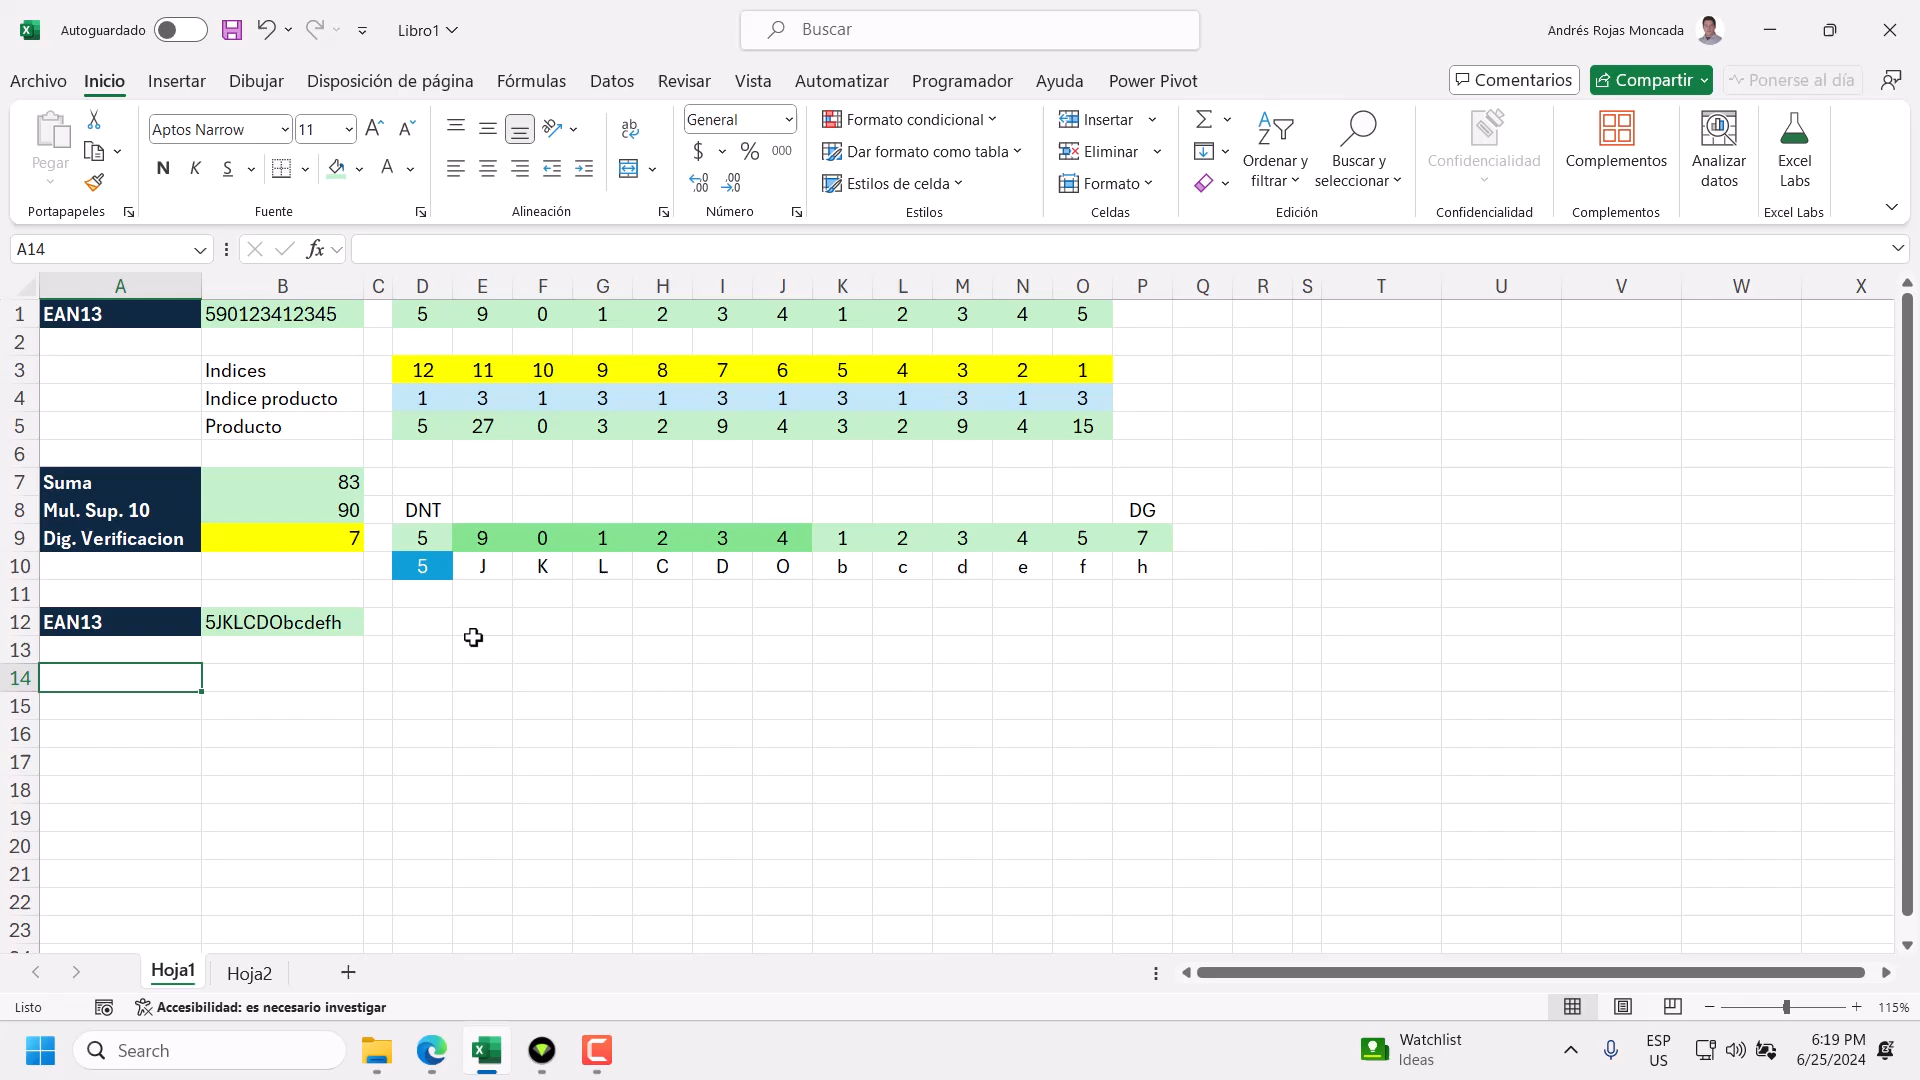 Autoguardado
Libro1
Buscar
Andrés Rojas Moncada
Archivo Inicio Insertar Dibujar Disposición de página Fórmulas Datos Revisar Vista Automatizar Programador Ayuda Power Pivot
Comentarios Compartir Ponerse al día
Pegar
Portapapeles
Aptos Narrow 11
N K S
Fuente
ab
Alineación
General
$ % 000
Número
Formato condicional
Dar formato como tabla
Estilos de celda
Estilos
Insertar
Eliminar
Formato
Celdas
Ordenar y filtrar
Buscar y seleccionar
Edición
Confidencialidad
Confidencialidad
Complementos
Complementos
Analizar datos
Excel Labs
Excel Labs
A14 fx
A B C D E F G H I J K L M N O P Q R S T U V W X
1 EAN13 590123412345 5 9 0 1 2 3 4 1 2 3 4 5
2
3 Indices 12 11 10 9 8 7 6 5 4 3 2 1
4 Indice producto 1 3 1 3 1 3 1 3 1 3 1 3
5 Producto 5 27 0 3 2 9 4 3 2 9 4 15
6
7 Suma 83
8 Mul. Sup. 10 90 DNT DG
9 Dig. Verificacion 7 5 9 0 1 2 3 4 1 2 3 4 5 7
10 5 J K L C D O b c d e f h
11
12 EAN13 5JKLCDObcdefh
13
14
15
16
17
18
19
20
21
22
23
Hoja1 Hoja2
Listo Accesibilidad: es necesario investigar 115%
Search
Watchlist
Ideas
ESP
US
6:19 PM
6/25/2024